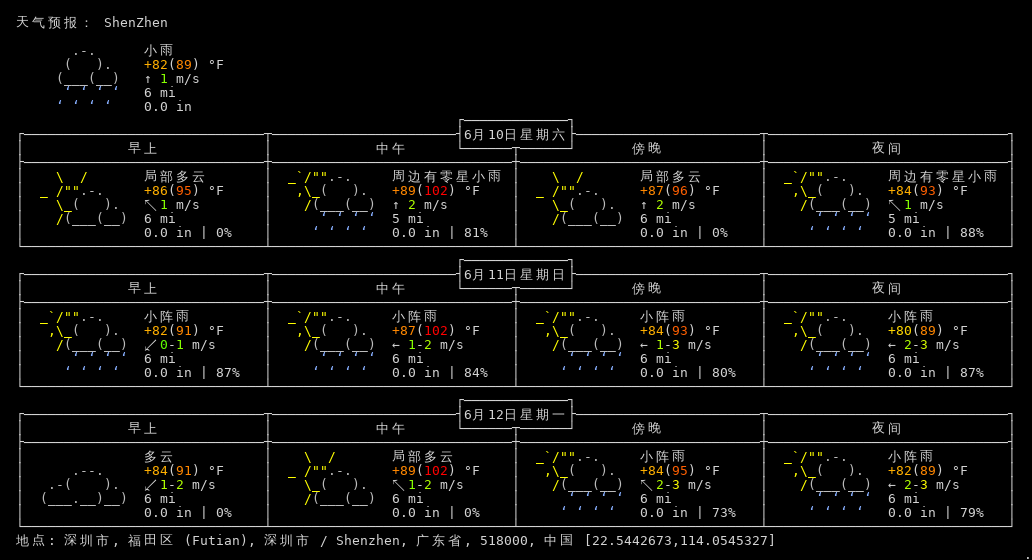 天气预报： ShenZhen
小雨
+82(89) °F
↑ 1 m/s
6 mi
0.0 in
6月10日星期六
早上 中午 傍晚 夜间
局部多云 周边有零星小雨 局部多云 周边有零星小雨
+86(95) °F +89(102) °F +87(96) °F +84(93) °F
↖ 1 m/s ↑ 2 m/s ↑ 2 m/s ↖ 1 m/s
6 mi 5 mi 6 mi 5 mi
0.0 in | 0% 0.0 in | 81% 0.0 in | 0% 0.0 in | 88%
6月11日星期日
早上 中午 傍晚 夜间
小阵雨 小阵雨 小阵雨 小阵雨
+82(91) °F +87(102) °F +84(93) °F +80(89) °F
↙ 0-1 m/s ← 1-2 m/s ← 1-3 m/s ← 2-3 m/s
6 mi 6 mi 6 mi 6 mi
0.0 in | 87% 0.0 in | 84% 0.0 in | 80% 0.0 in | 87%
6月12日星期一
早上 中午 傍晚 夜间
多云 局部多云 小阵雨 小阵雨
+84(91) °F +89(102) °F +84(95) °F +82(89) °F
↙ 1-2 m/s ↖ 1-2 m/s ↖ 2-3 m/s ← 2-3 m/s
6 mi 6 mi 6 mi 6 mi
0.0 in | 0% 0.0 in | 0% 0.0 in | 73% 0.0 in | 79%
地点: 深圳市, 福田区 (Futian), 深圳市 / Shenzhen, 广东省, 518000, 中国 [22.5442673,114.0545327]